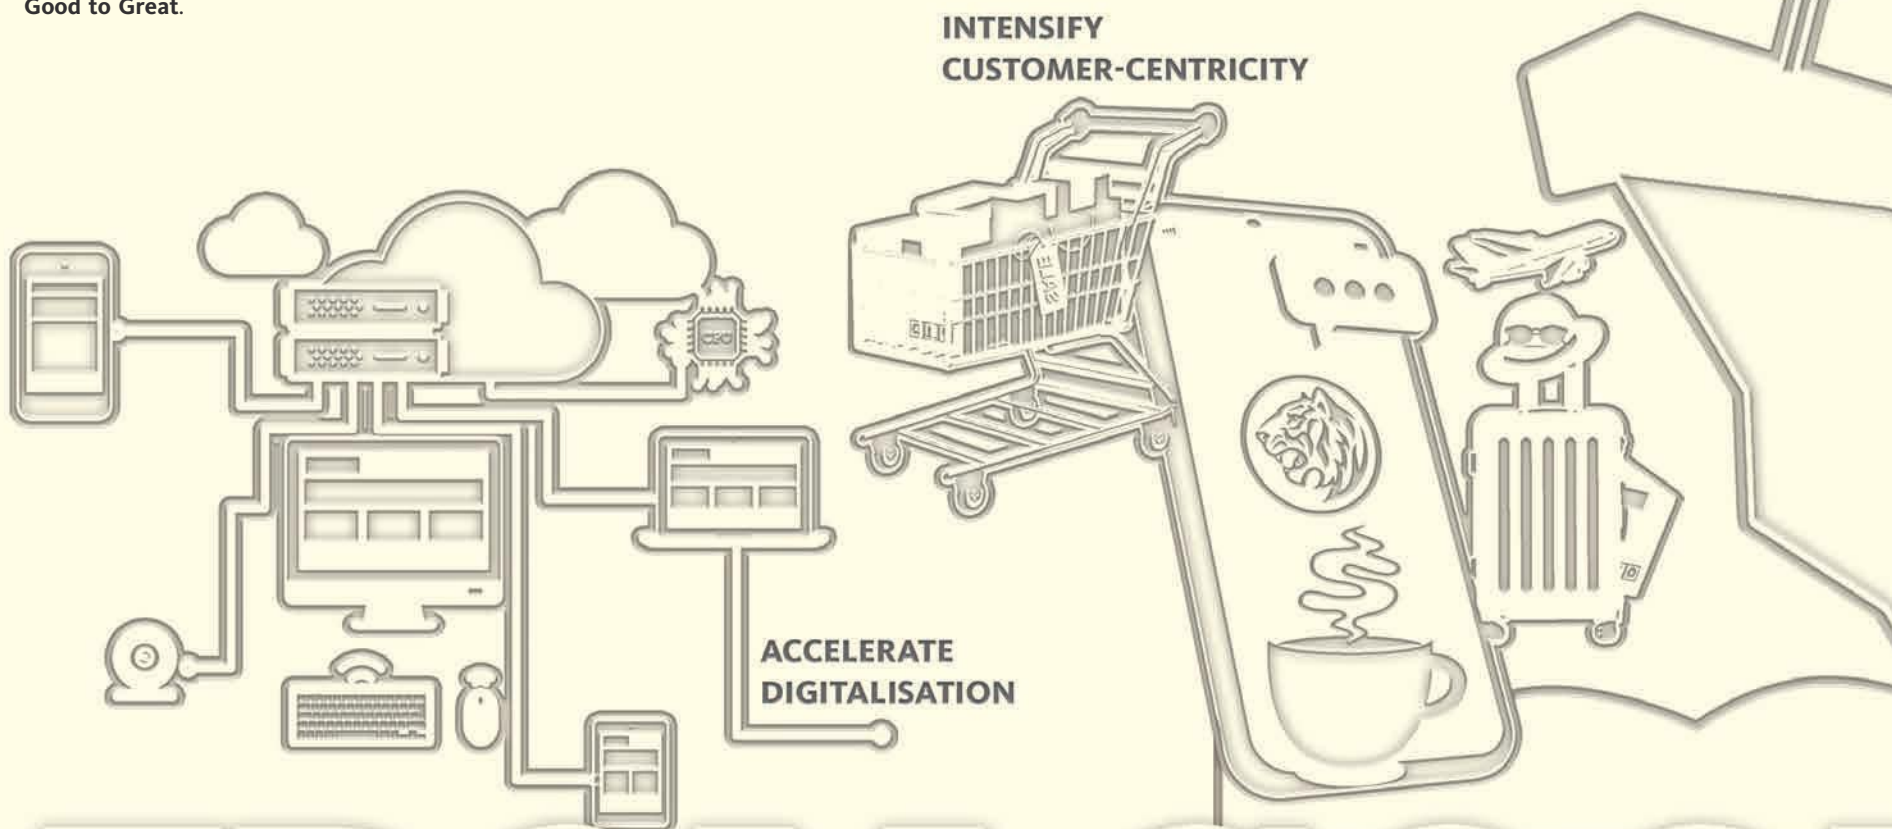 Good to Great.
INTENSIFY
CUSTOMER-CENTRICITY
ACCELERATE
DIGITALISATION